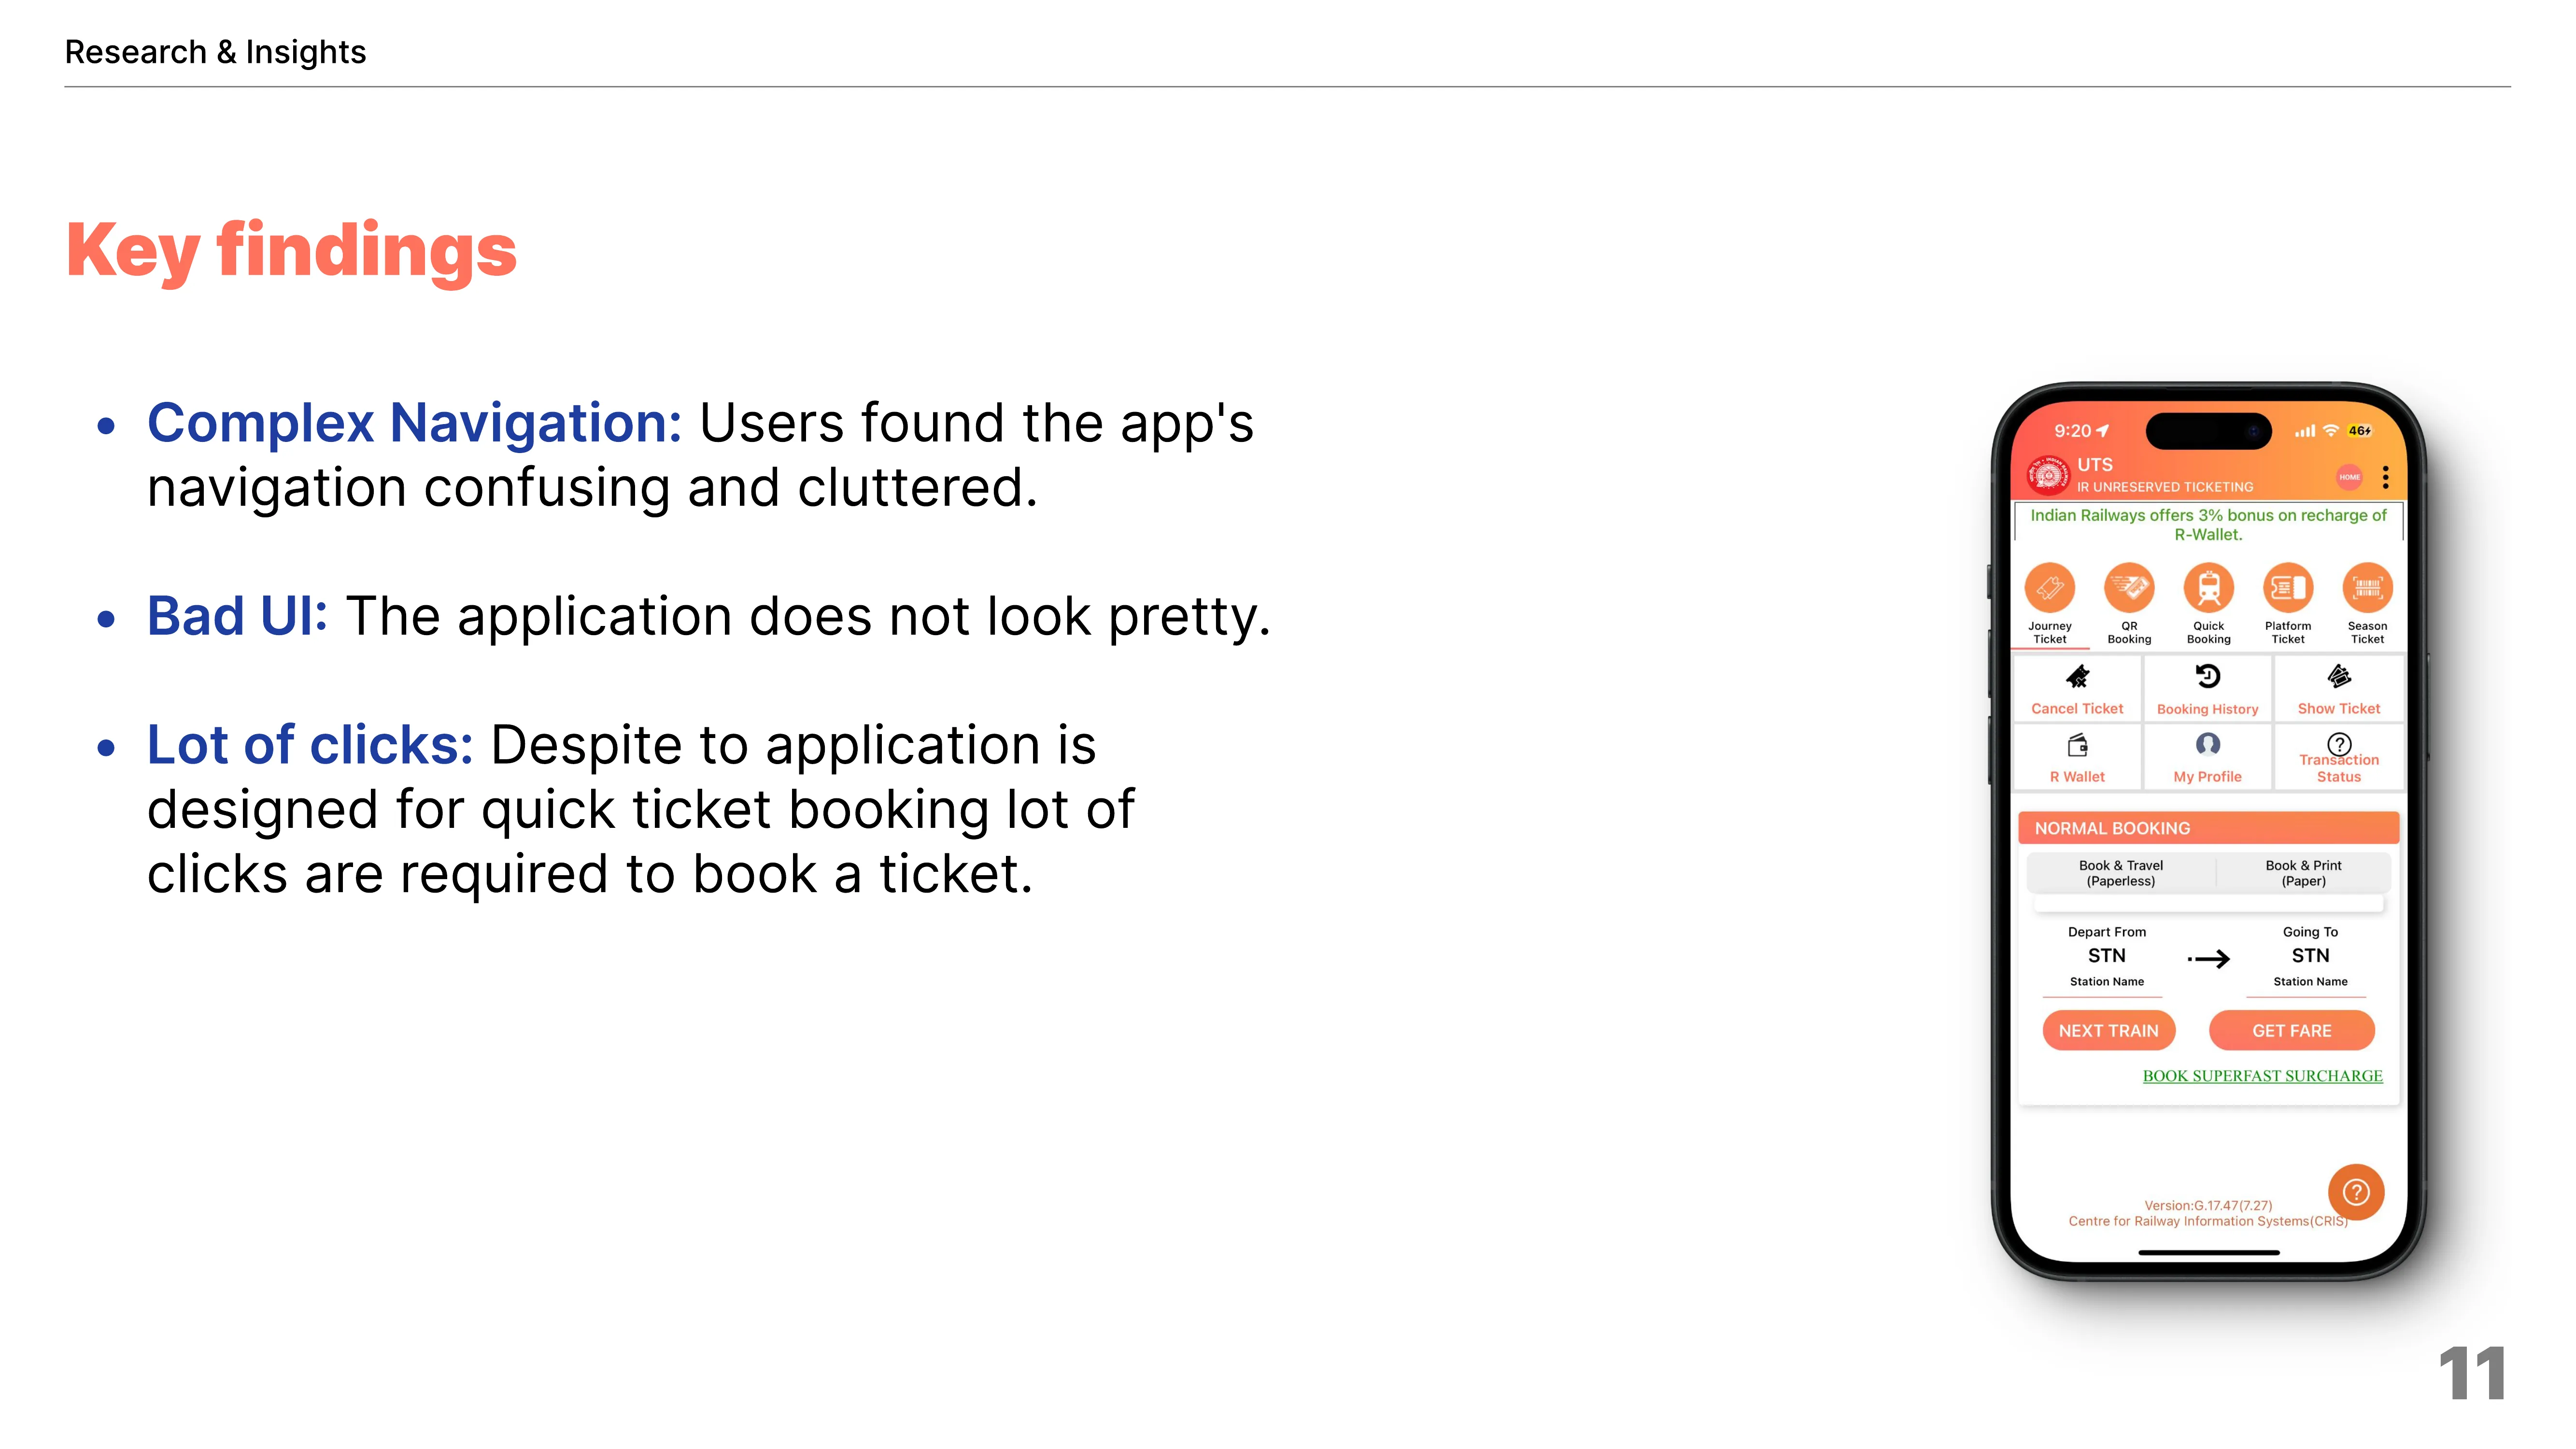 Research & Insights
Key findings
• Complex Navigation: Users found the app's
navigation confusing and cluttered.
• Bad UI: The application does not look pretty.
• Lot of clicks: Despite to application is
designed for quick ticket booking lot of
clicks are required to book a ticket.
9:20
46
UTS
IR UNRESERVED TICKETING
HOME
Indian Railways offers 3% bonus on recharge of
R-Wallet.
Journey
Ticket
QR
Booking
Quick
Booking
Platform
Ticket
Season
Ticket
Cancel Ticket
Booking History
Show Ticket
R Wallet
My Profile
Transaction
Status
NORMAL BOOKING
Book & Travel
(Paperless)
Book & Print
(Paper)
Depart From
STN
Station Name
Going To
STN
Station Name
NEXT TRAIN
GET FARE
BOOK SUPERFAST SURCHARGE
Version:G.17.47(7.27)
Centre for Railway Information Systems(CRIS)
11